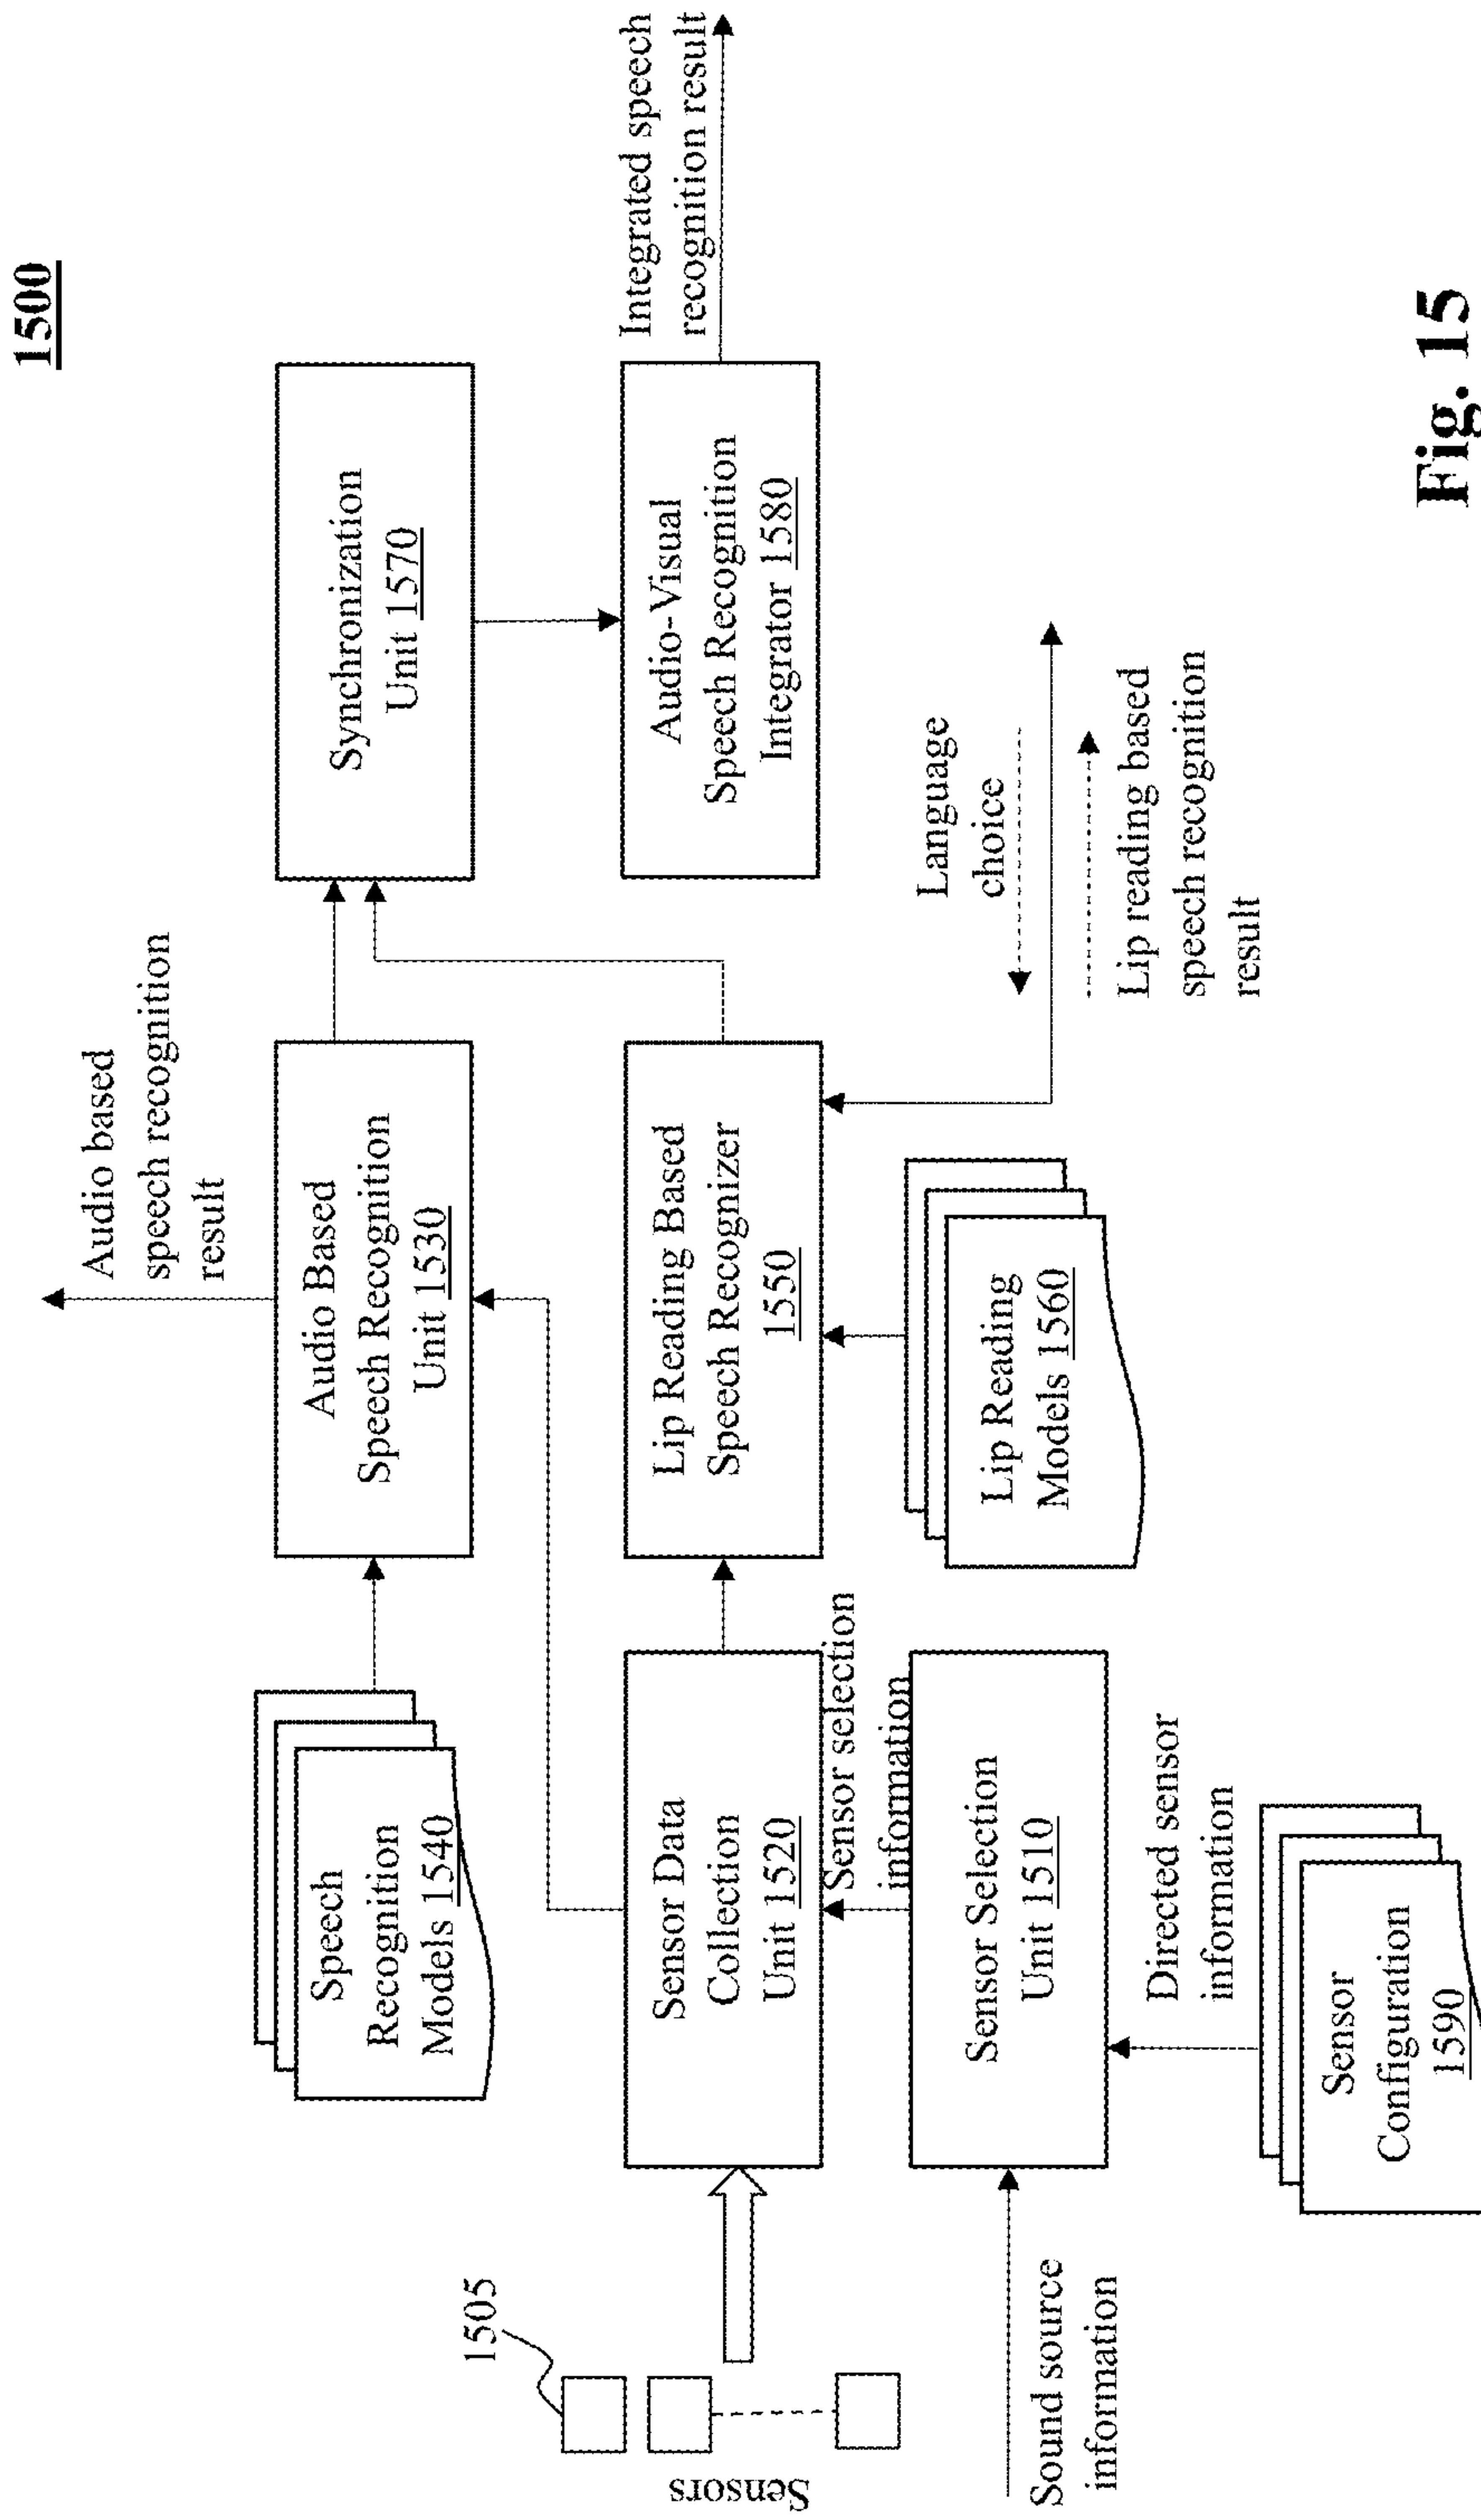 1500
Audio based
speech recognition
result
Speech
Recognition
Models 1540
Audio Based
Speech Recognition
Unit 1530
Synchronization
Unit 1570
1505
Sensors
Sensor Data
Collection
Unit 1520
Lip Reading Based
Speech Recognizer
1550
Audio-Visual
Speech Recognition
Integrator 1580
Integrated speech
recognition result
Sensor selection
information
Language
choice
Sound source
information
Sensor Selection
Unit 1510
Lip Reading
Models 1560
Lip reading based
speech recognition
result
Directed sensor
information
Sensor
Configuration
1590
Fig. 15